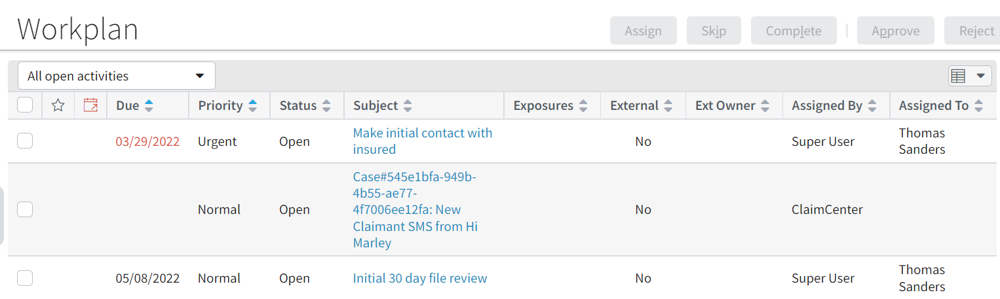 Workplan
Assign Skip Complete Approve Reject
All open activities
Due Priority Status Subject Exposures External Ext Owner Assigned By Assigned To
03/29/2022 Urgent Open Make initial contact with insured No Super User Thomas Sanders
Normal Open Case#545e1bfa-949b-4b55-ae77-4f7006ee12fa: New Claimant SMS from Hi Marley No ClaimCenter
05/08/2022 Normal Open Initial 30 day file review No Super User Thomas Sanders